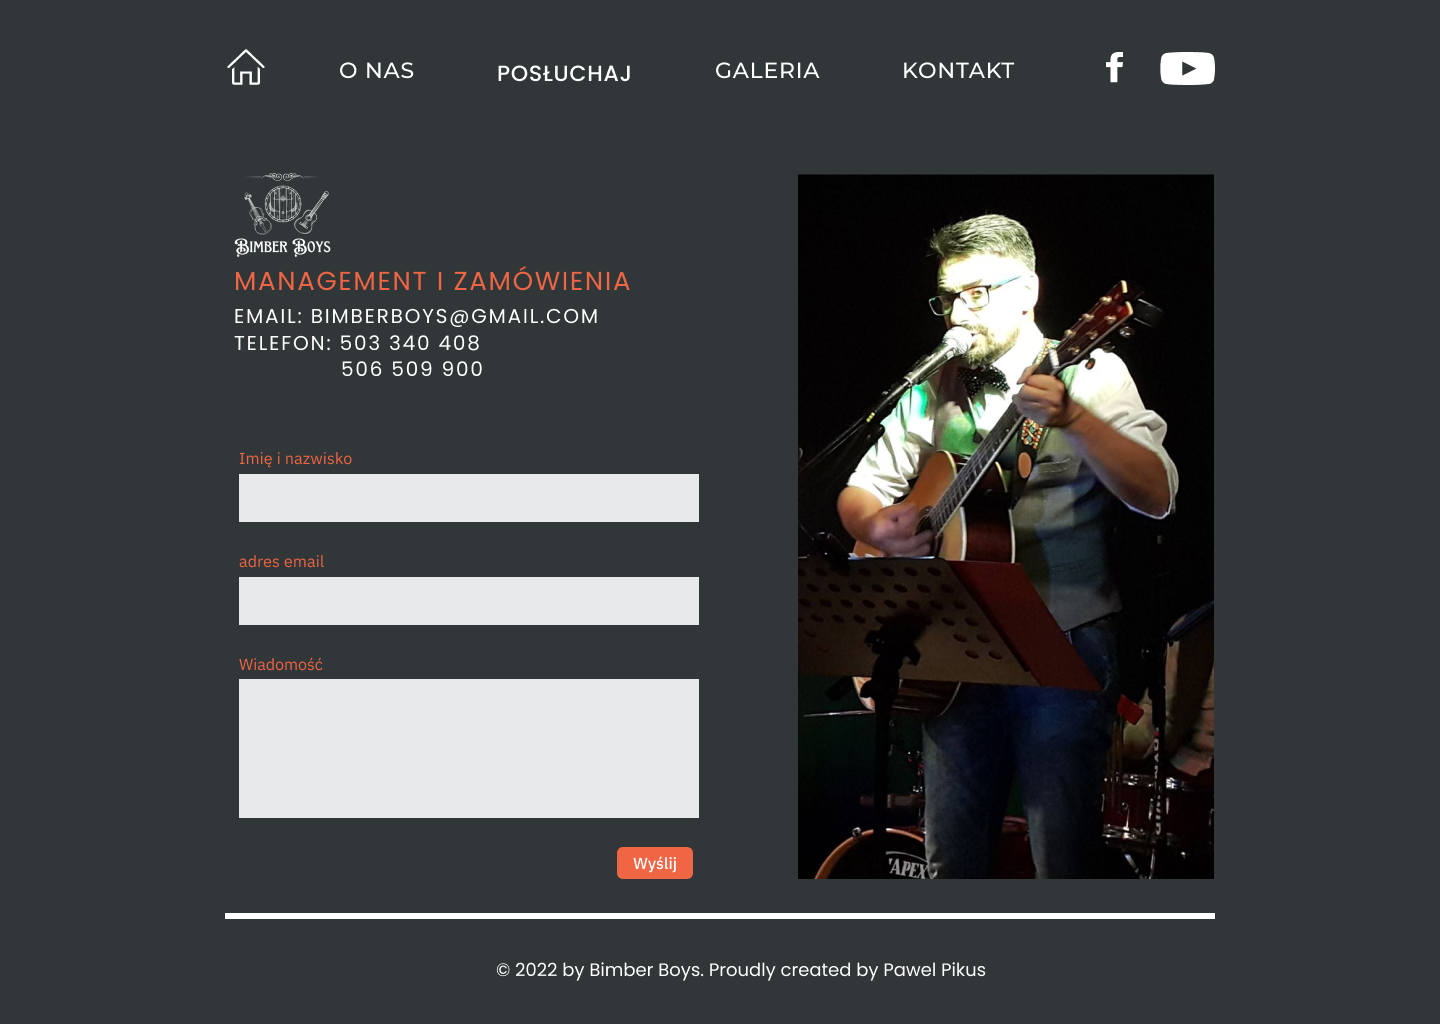 O NAS
POSŁUCHAJ
GALERIA
KONTAKT
BIMBER BOYS
MANAGEMENT I ZAMÓWIENIA
EMAIL: BIMBERBOYS@GMAIL.COM
TELEFON: 503 340 408
506 509 900
Imię i nazwisko
adres email
Wiadomość
Wyślij
© 2022 by Bimber Boys. Proudly created by Pawel Pikus